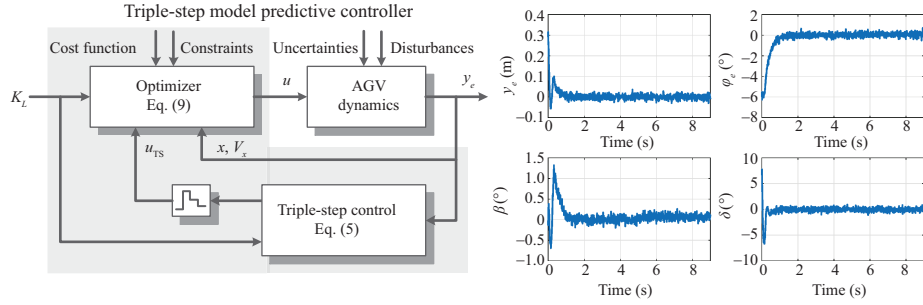 Triple-step model predictive controller
Cost function
Constraints
Uncertainties
Disturbances
K_L
Optimizer
Eq. (9)
u
AGV
dynamics
y_e
u_TS
x, V_x
Triple-step control
Eq. (5)
0.4
0.3
0.2
0.1
0
-0.1
y_e (m)
0 2 4 6 8
Time (s)
2
0
-2
-4
-6
-8
φ_e (°)
0 2 4 6 8
Time (s)
1.5
1.0
0.5
0
-0.5
-1.0
β (°)
0 2 4 6 8
Time (s)
10
5
0
-5
-10
δ (°)
0 2 4 6 8
Time (s)